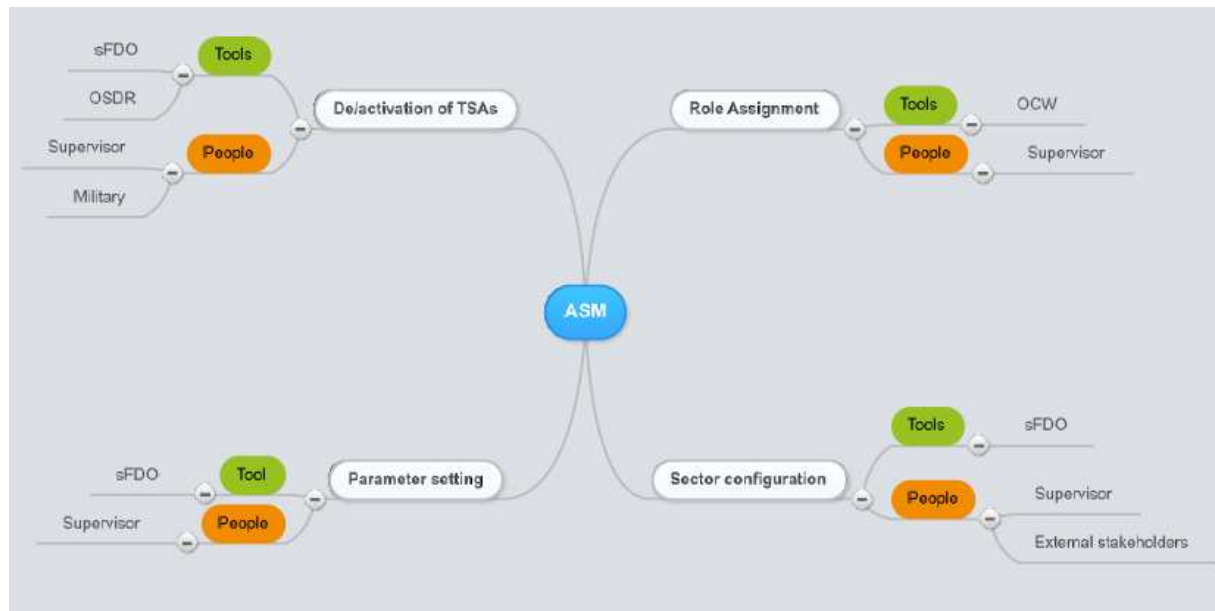 sFDO
Tools
OSDR
De/activation of TSAs
Supervisor
People
Military
Role Assignment
Tools
OCW
People
Supervisor
ASM
sFDO
Tool
Parameter setting
Supervisor
People
Sector configuration
Tools
sFDO
People
Supervisor
External stakeholders